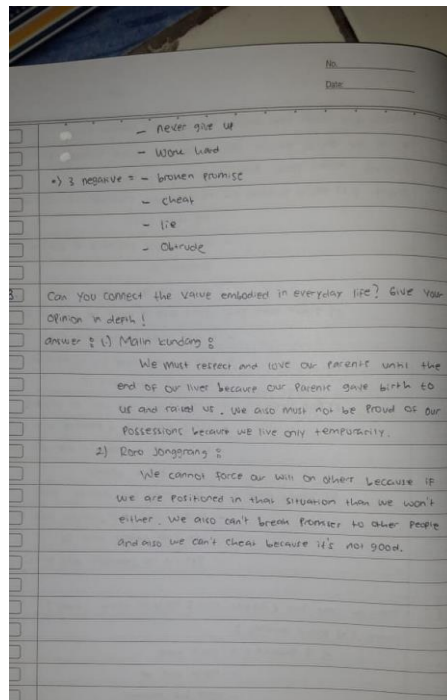 No.
Date
- never give up
- Work hard
•) 3 negative = - broken promise
- cheat
- lie
- Obtrude
3 Can you connect the value embodied in everyday life? Give your
opinion in depth!
answer : 1.) Malin kundang :
We must respect and love our parents until the
end of our lives because our parents gave birth to
us and raised us. We also must not be proud of our
possessions because we live only temporarily.
2) Roro Jonggrang :
We cannot force our will on others because if
we are positioned in that situation then we won't
either. We also can't break promises to other people
and also we can't cheat because it's not good.